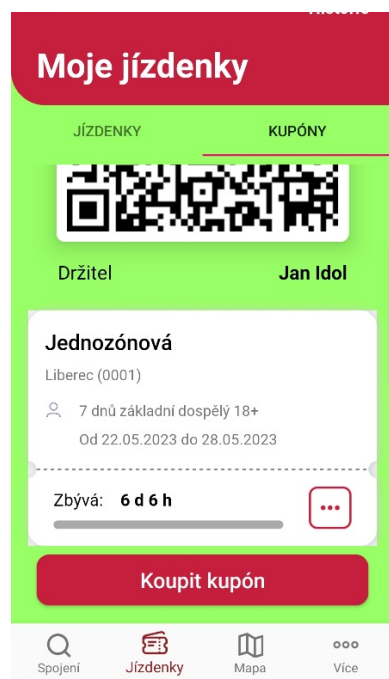 Historie
Moje jízdenky
JÍZDENKY KUPÓNY
Držitel Jan Idol
Jednozónová
Liberec (0001)
7 dnů základní dospělý 18+
Od 22.05.2023 do 28.05.2023
Zbývá: 6 d 6 h
Koupit kupón
Spojení Jízdenky Mapa Více